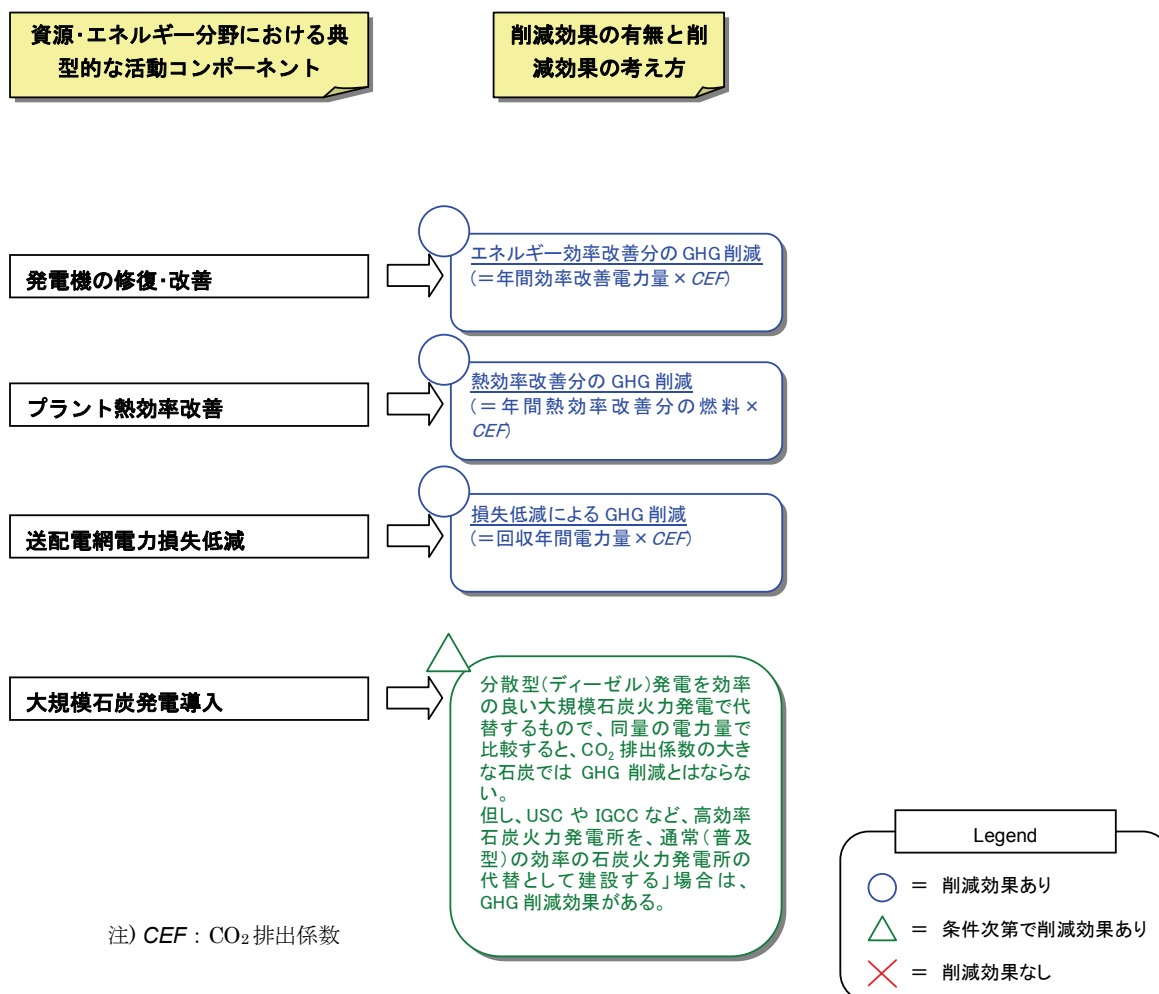 資源・エネルギー分野における典
型的な活動コンポーネント
削減効果の有無と削
減効果の考え方
発電機の修復・改善
エネルギー効率改善分の GHG 削減
(＝年間効率改善電力量 × CEF)
プラント熱効率改善
熱効率改善分の GHG 削減
(＝年間熱効率改善分の燃料 ×
CEF)
送配電網電力損失低減
損失低減による GHG 削減
(＝回収年間電力量 × CEF)
大規模石炭発電導入
分散型(ディーゼル)発電を効率
の良い大規模石炭火力発電で代
替するもので、同量の電力量で
比較すると、CO₂ 排出係数の大き
な石炭では GHG 削減とはならな
い。
但し、USC や IGCC など、高効率
石炭火力発電所を、通常(普及
型)の効率の石炭火力発電所の
代替として建設する」場合は、
GHG 削減効果がある。
注) CEF : CO₂ 排出係数
Legend
＝ 削減効果あり
＝ 条件次第で削減効果あり
＝ 削減効果なし